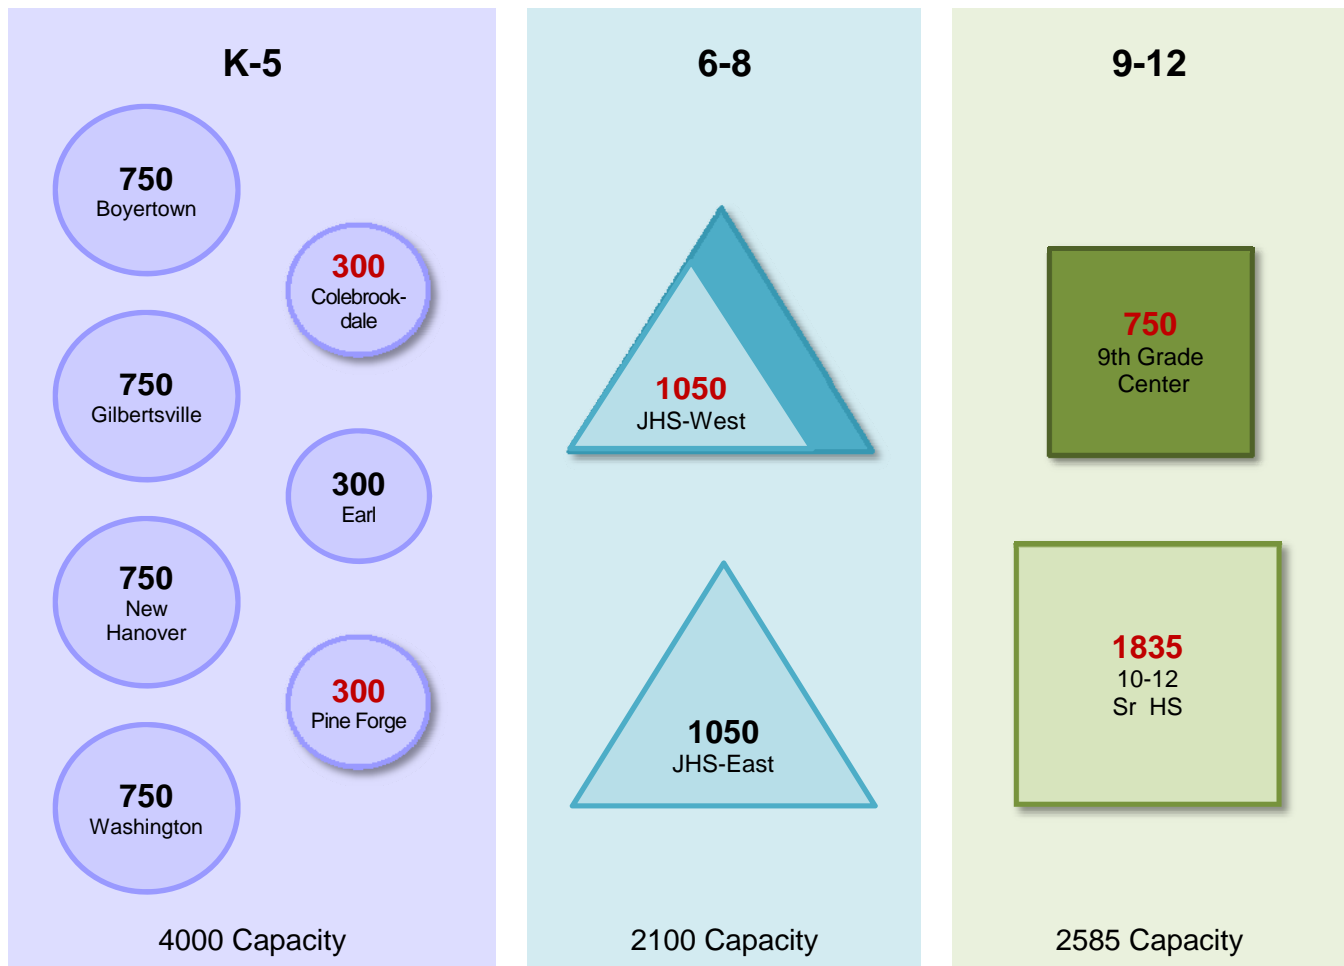 K-5
750
Boyertown
300
Colebrook-
dale
750
Gilbertsville
300
Earl
750
New
Hanover
300
Pine Forge
750
Washington
4000 Capacity
6-8
1050
JHS-West
1050
JHS-East
2100 Capacity
9-12
750
9th Grade
Center
1835
10-12
Sr HS
2585 Capacity